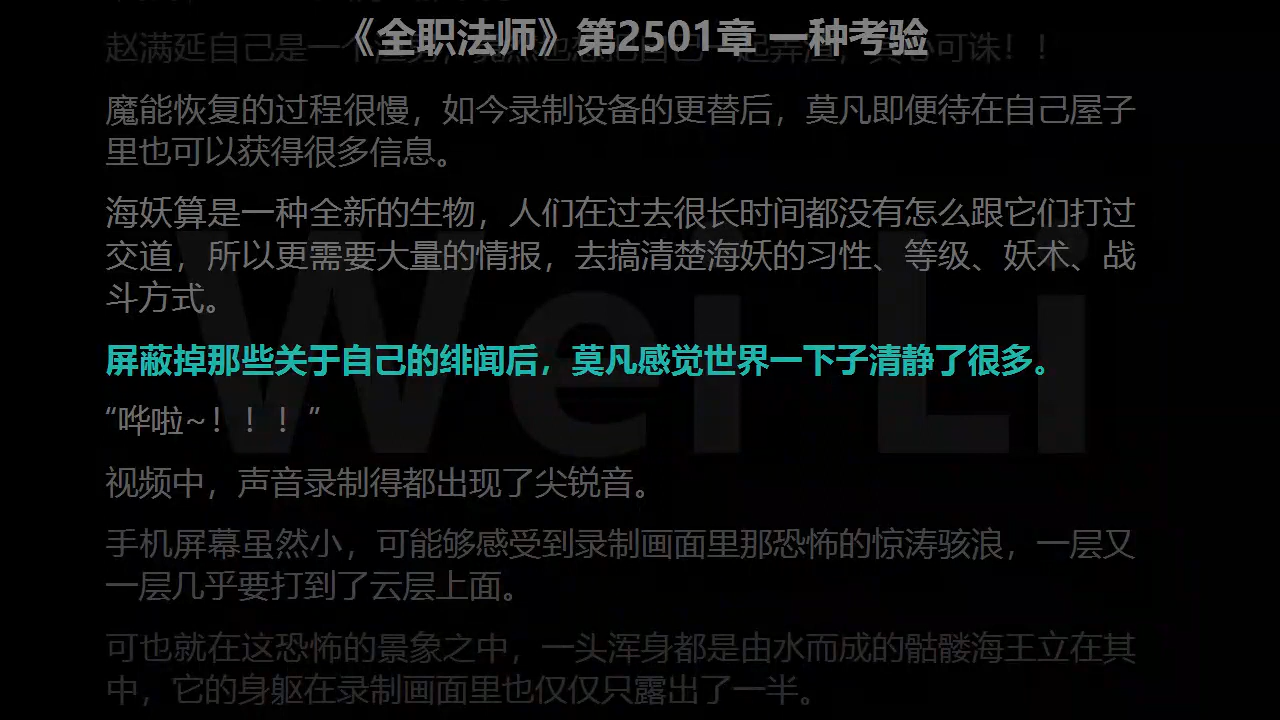 《全职法师》第2501章 一种考验
赵满延自己是一个
魔能恢复的过程很慢，如今录制设备的更替后，莫凡即便待在自己屋子
里也可以获得很多信息。
海妖算是一种全新的生物，人们在过去很长时间都没有怎么跟它们打过
交道，所以更需要大量的情报，去搞清楚海妖的习性、等级、妖术、战
斗方式。
屏蔽掉那些关于自己的绯闻后，莫凡感觉世界一下子清静了很多。
“哗啦~！！！”
视频中，声音录制得都出现了尖锐音。
手机屏幕虽然小，可能够感受到录制画面里那恐怖的惊涛骇浪，一层又
一层几乎要打到了云层上面。
可也就在这恐怖的景象之中，一头浑身都是由水而成的骷髅海王立在其
中，它的身躯在录制画面里也仅仅只露出了一半。
Wei Li